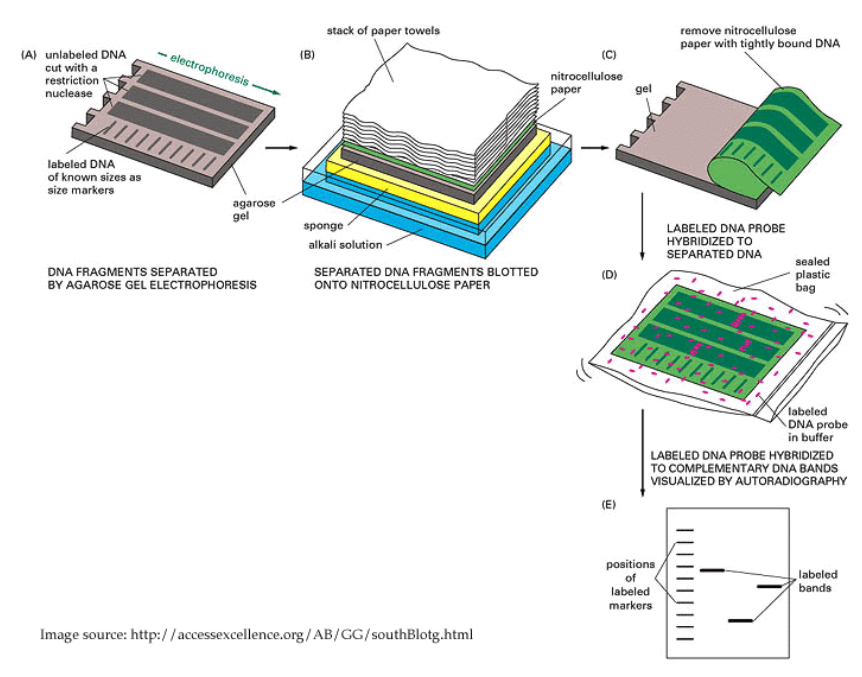 (A)
unlabeled DNA
cut with a
restriction
nuclease
electrophoresis
labeled DNA
of known sizes as
size markers
agarose
gel
DNA FRAGMENTS SEPARATED
BY AGAROSE GEL ELECTROPHORESIS
(B)
stack of paper towels
nitrocellulose
paper
sponge
alkali solution
SEPARATED DNA FRAGMENTS BLOTTED
ONTO NITROCELLULOSE PAPER
(C)
remove nitrocellulose
paper with tightly bound DNA
gel
LABELED DNA PROBE
HYBRIDIZED TO
SEPARATED DNA
(D)
sealed
plastic
bag
labeled
DNA probe
in buffer
LABELED DNA PROBE HYBRIDIZED
TO COMPLEMENTARY DNA BANDS
VISUALIZED BY AUTORADIOGRAPHY
(E)
positions
of
labeled
markers
labeled
bands
Image source: http://accessexcellence.org/AB/GG/southBlotg.html